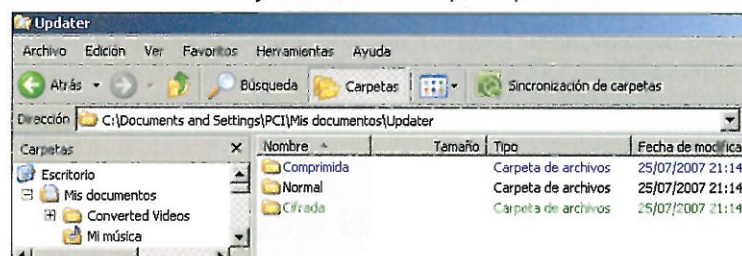 Updater
Archivo Edición Ver Favoritos Herramientas Ayuda
Atrás Búsqueda Carpetas Sincronización de carpetas
Dirección C:\Documents and Settings\PCI\Mis documentos\Updater
Carpetas Nombre Tamaño Tipo Fecha de modifica
Escritorio Comprimida Carpeta de archivos 25/07/2007 21:14
Mis documentos Normal Carpeta de archivos 25/07/2007 21:14
Converted Videos Cifrada Carpeta de archivos 25/07/2007 21:14
Mi música